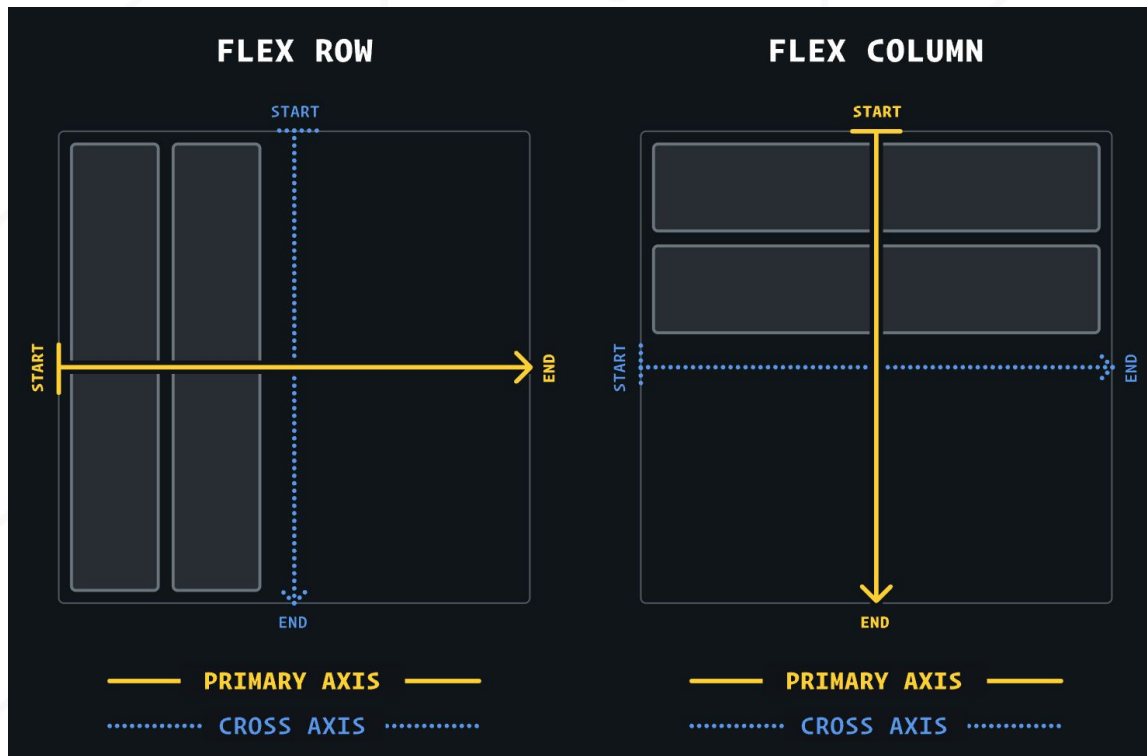 FLEX ROW
START
START
END
END
PRIMARY AXIS
CROSS AXIS
FLEX COLUMN
START
START
END
END
PRIMARY AXIS
CROSS AXIS